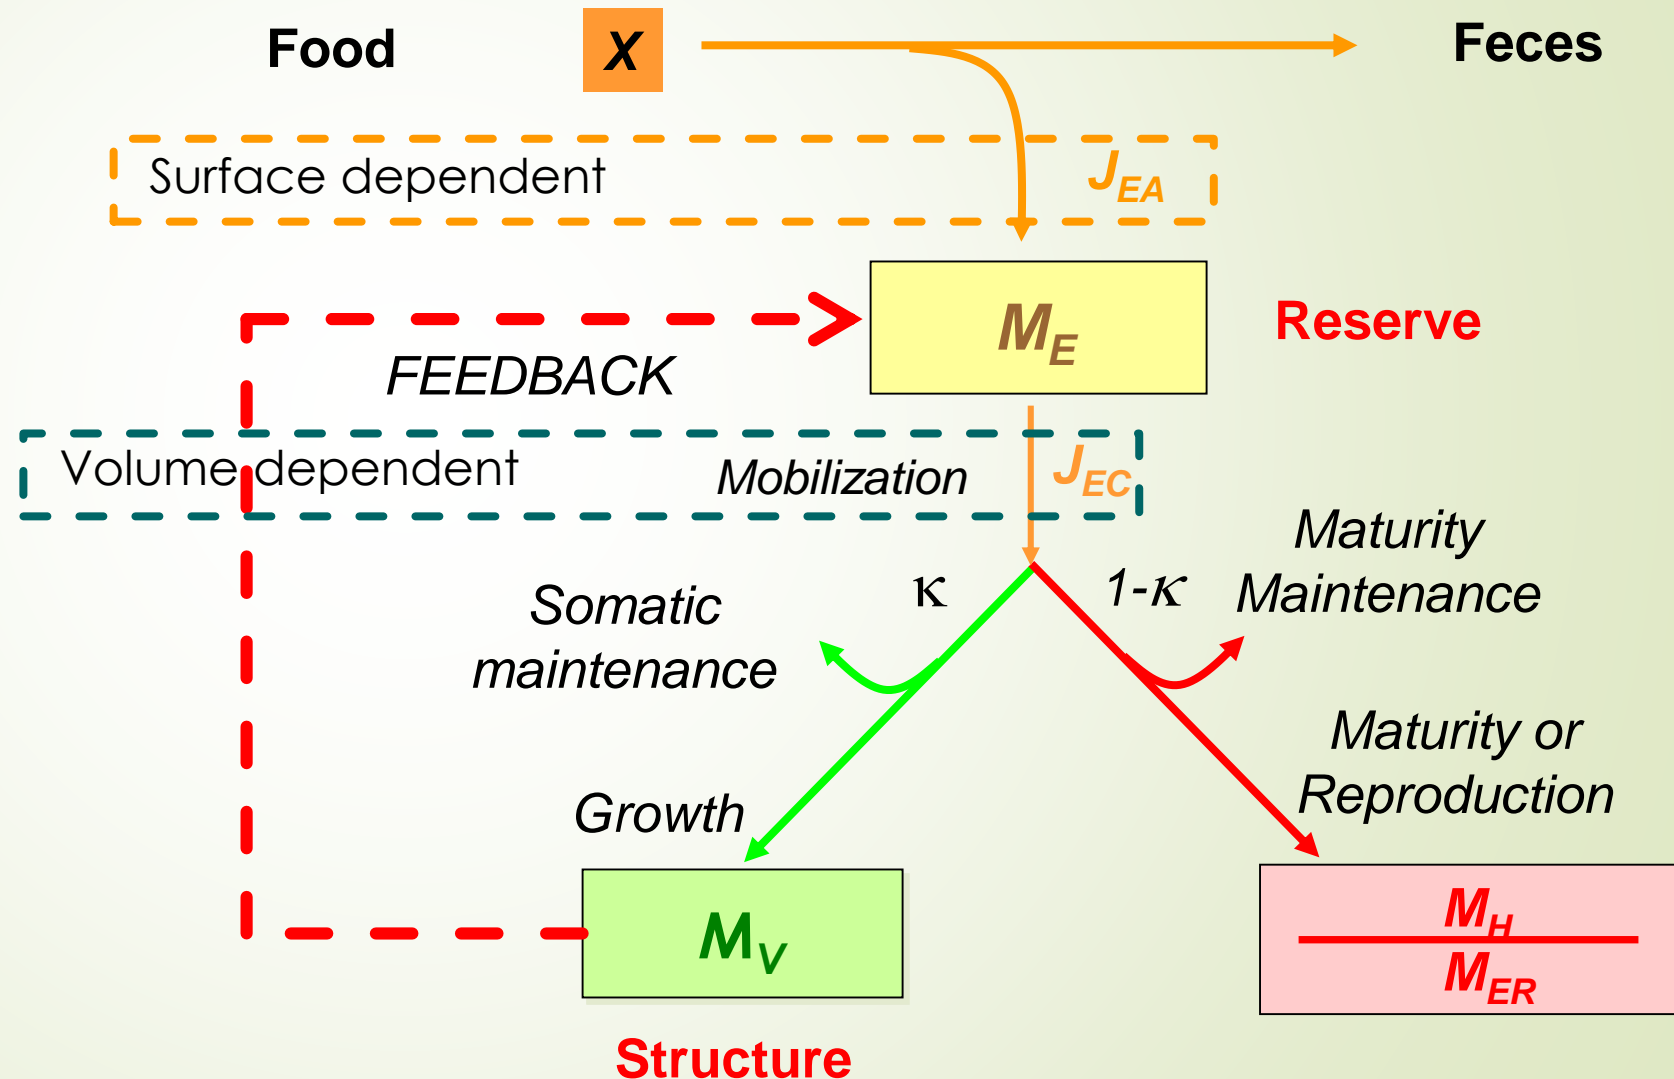 Food
X
Feces
Surface dependent
J_EA
M_E
Reserve
FEEDBACK
Volume dependent
Mobilization
J_EC
κ
1-κ
Maturity
Maintenance
Somatic
maintenance
Maturity or
Reproduction
Growth
M_V
M_H
M_ER
Structure